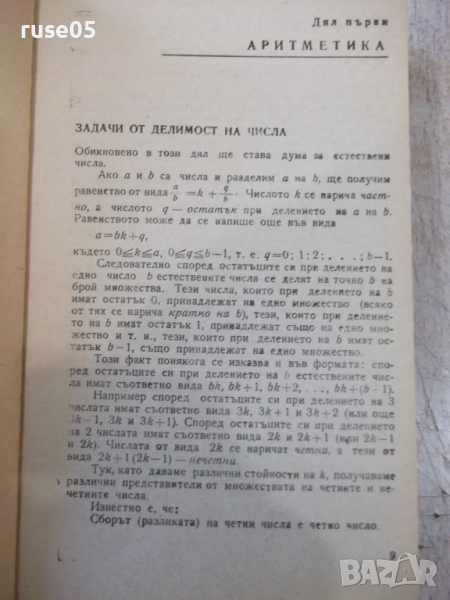 ruse05
Дял първи
АРИТМЕТИКА
ЗАДАЧИ ОТ ДЕЛИМОСТ НА ЧИСЛА
Обикновено в този дял ще става дума за естествени
числа.
Ако a и b са числа и разделим a на b, ще получим
равенството от вида a/b = k + q/b. Числото k се нарича част-
но, а числото q — остатък при делението на a на b.
Равенството може да се напише още във вида
a=bk+q,
където 0≦k≦a, 0≦q≦b−1, т. е. q=0; 1; 2; . . .; b−1.
Следователно според остатъците си при делението на
едно число b естествените числа се делят на точно b на
брой множества. Тези числа, които при делението на b
имат остатък 0, принадлежат на едно множество (всяко
от тях се нарича кратно на b), тези, които при делението
на b имат остатък 1, принадлежат също на едно мно-
жество и т. н., тези, които при делението на b имат ос-
татък b−1, също принадлежат на едно множество.
Този факт понякога се изказва и във формата: спо-
ред остатъците си при делението на b естествените чис-
ла имат съответно вида bk, bk+1, bk+2, ..., bk+(b−1).
Например според остатъците си при делението на 3
числата имат съответно вида 3k, 3k+1 и 3k+2 (или още
3k−1, 3k и 3k+1). Според остатъците си при делението
на 2 числата имат съответно вида 2k и 2k+1 (или 2k−1
и 2k). Числата от вида 2k се наричат четни, а тези от
вида 2k+1 (2k−1) — нечетни.
Тук, като даваме различни стойности на k, получаваме
различни представители от множествата на четните и не-
четните числа.
Известно е, че:
Сборът (разликата) на четни числа е четно число.
9
BAZAR